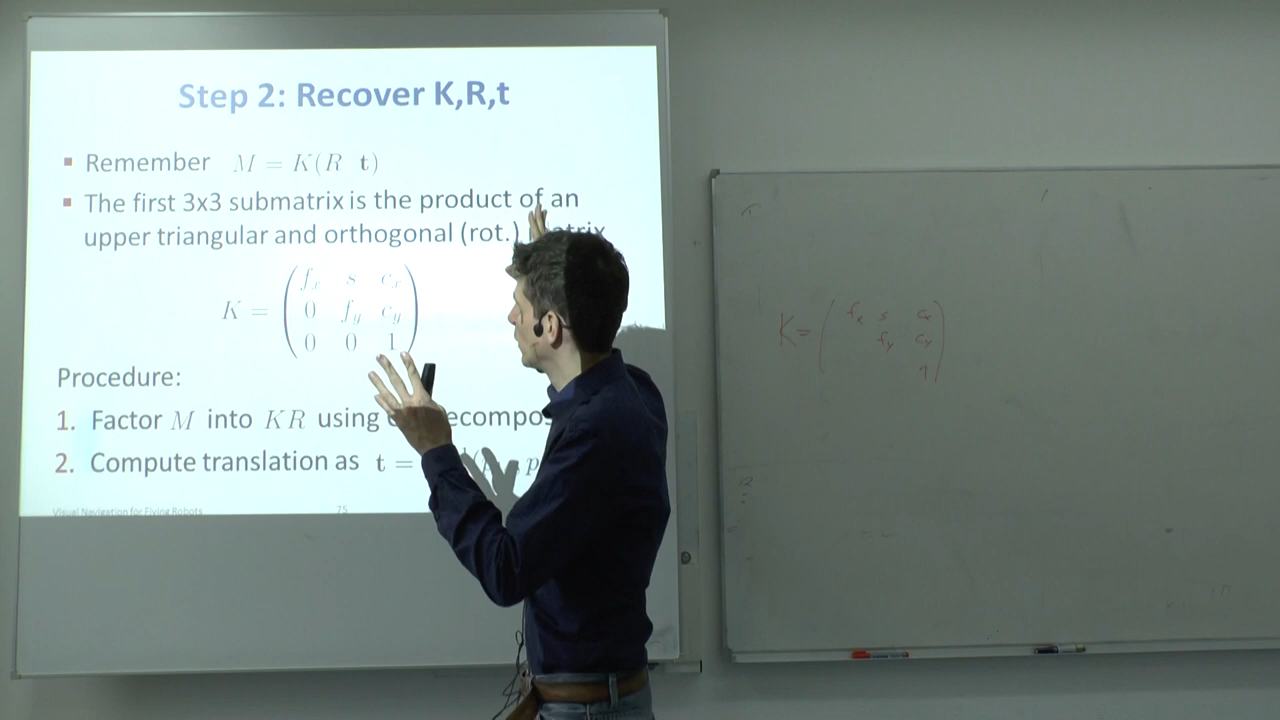 Step 2: Recover K,R,t
▪ Remember M = K(R t)
▪ The first 3x3 submatrix is the product of an
upper triangular and orthogonal (rot.) matrix
K = ( f_x s c_x
0 f_y c_y
0 0 1 )
Procedure:
1. Factor M into KR using
2. Compute translation as t =
Visual Navigation for Flying Robots 75
K = ( f_x s c_x
f_y c_y
1 )